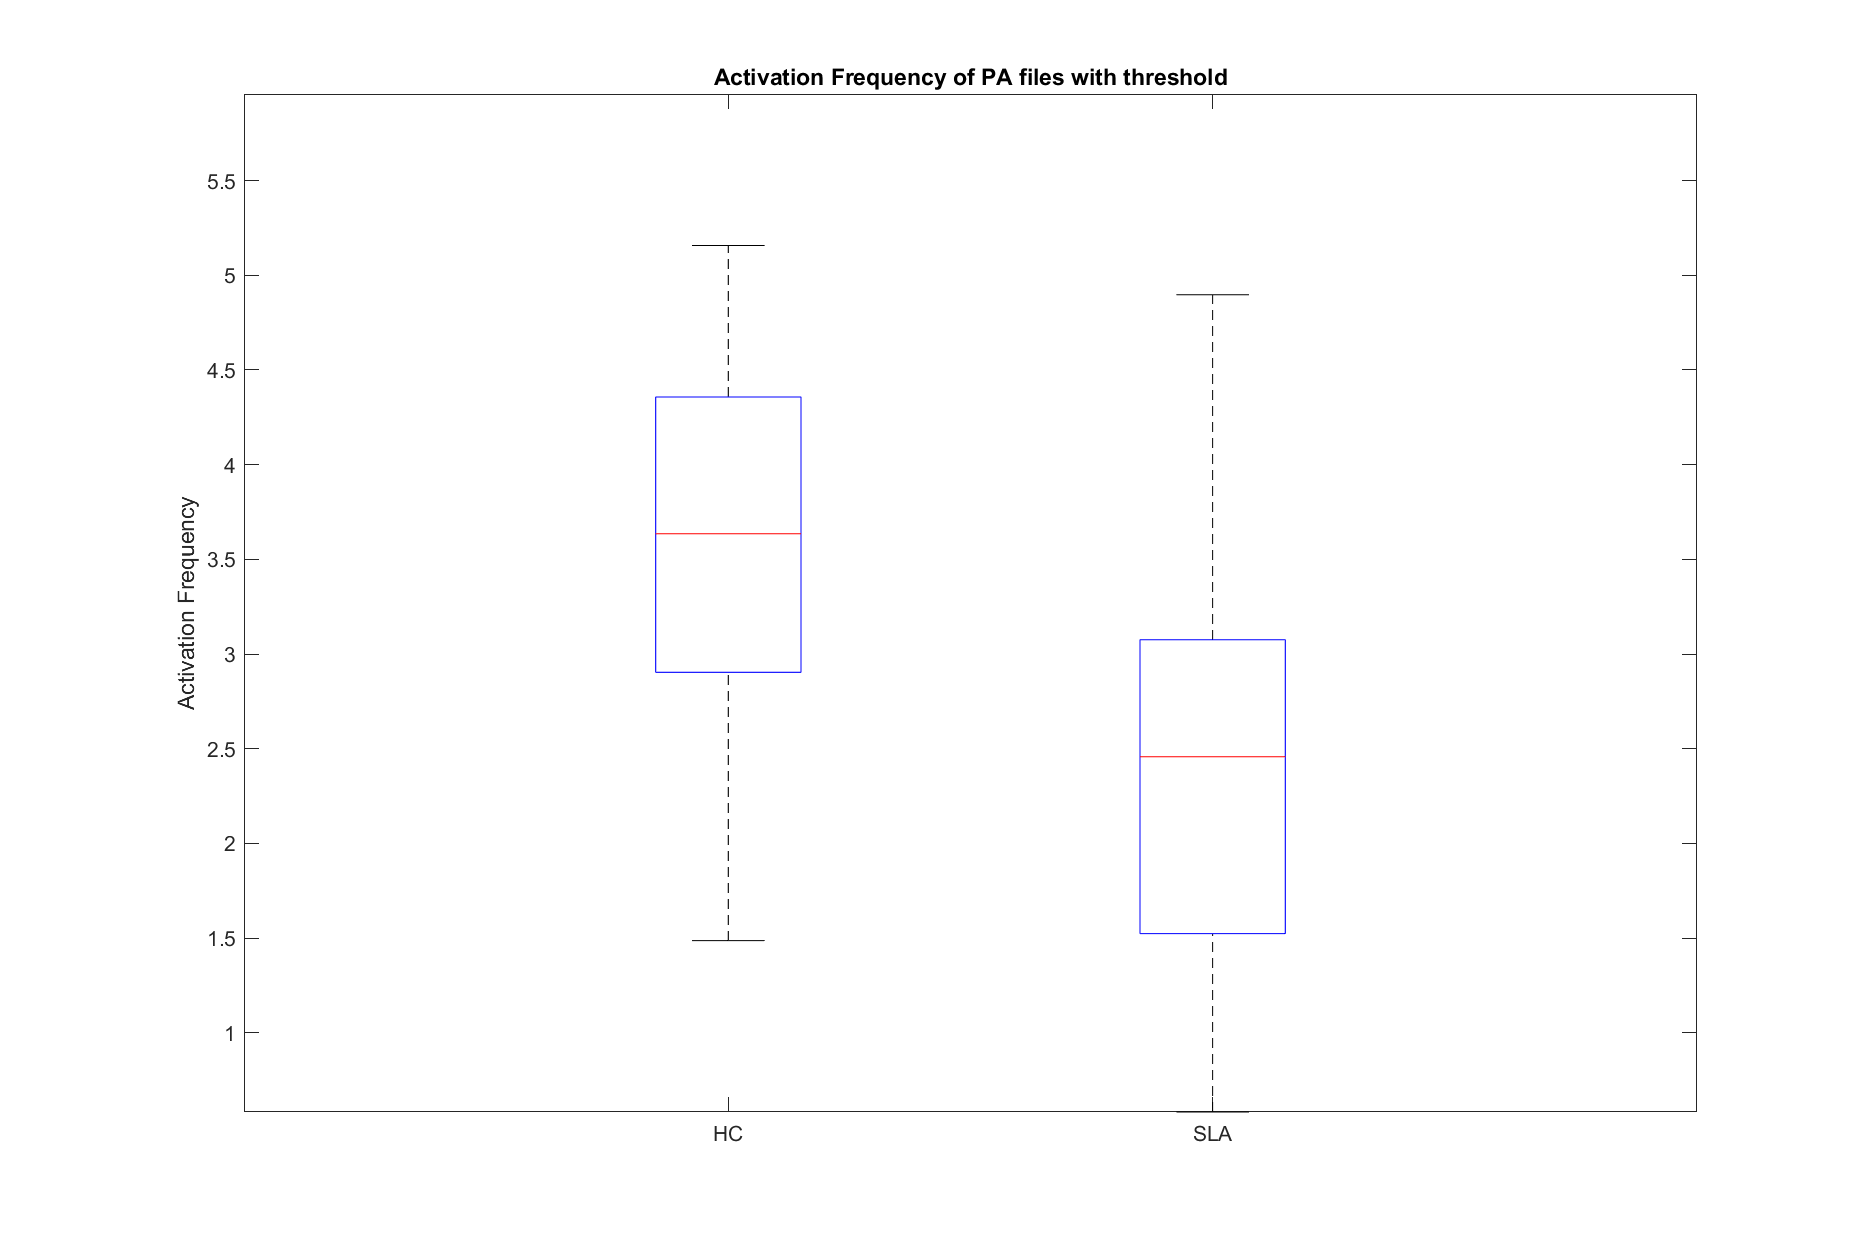 Activation Frequency of PA files with threshold
Activation Frequency
5.5
5
4.5
4
3.5
3
2.5
2
1.5
1
HC
SLA